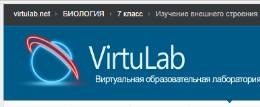 virtulab.net › БИОЛОГИЯ › 7 класс › Изучение внешнего строения
VirtuLab
Виртуальная образовательная лаборатория